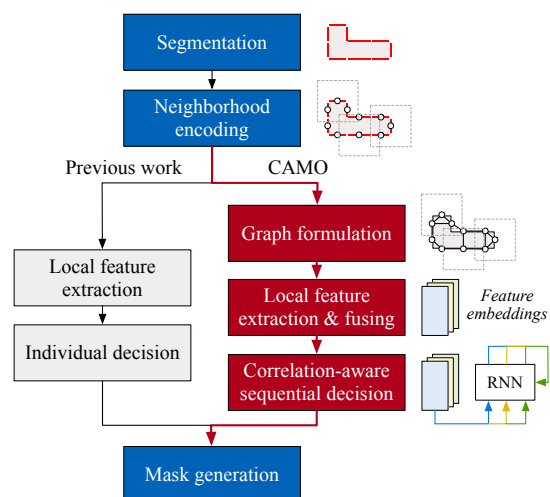 Segmentation
Neighborhood
encoding
Previous work
CAMO
Graph formulation
Local feature
extraction
Local feature
extraction & fusing
Feature
embeddings
Individual decision
Correlation-aware
sequential decision
RNN
Mask generation